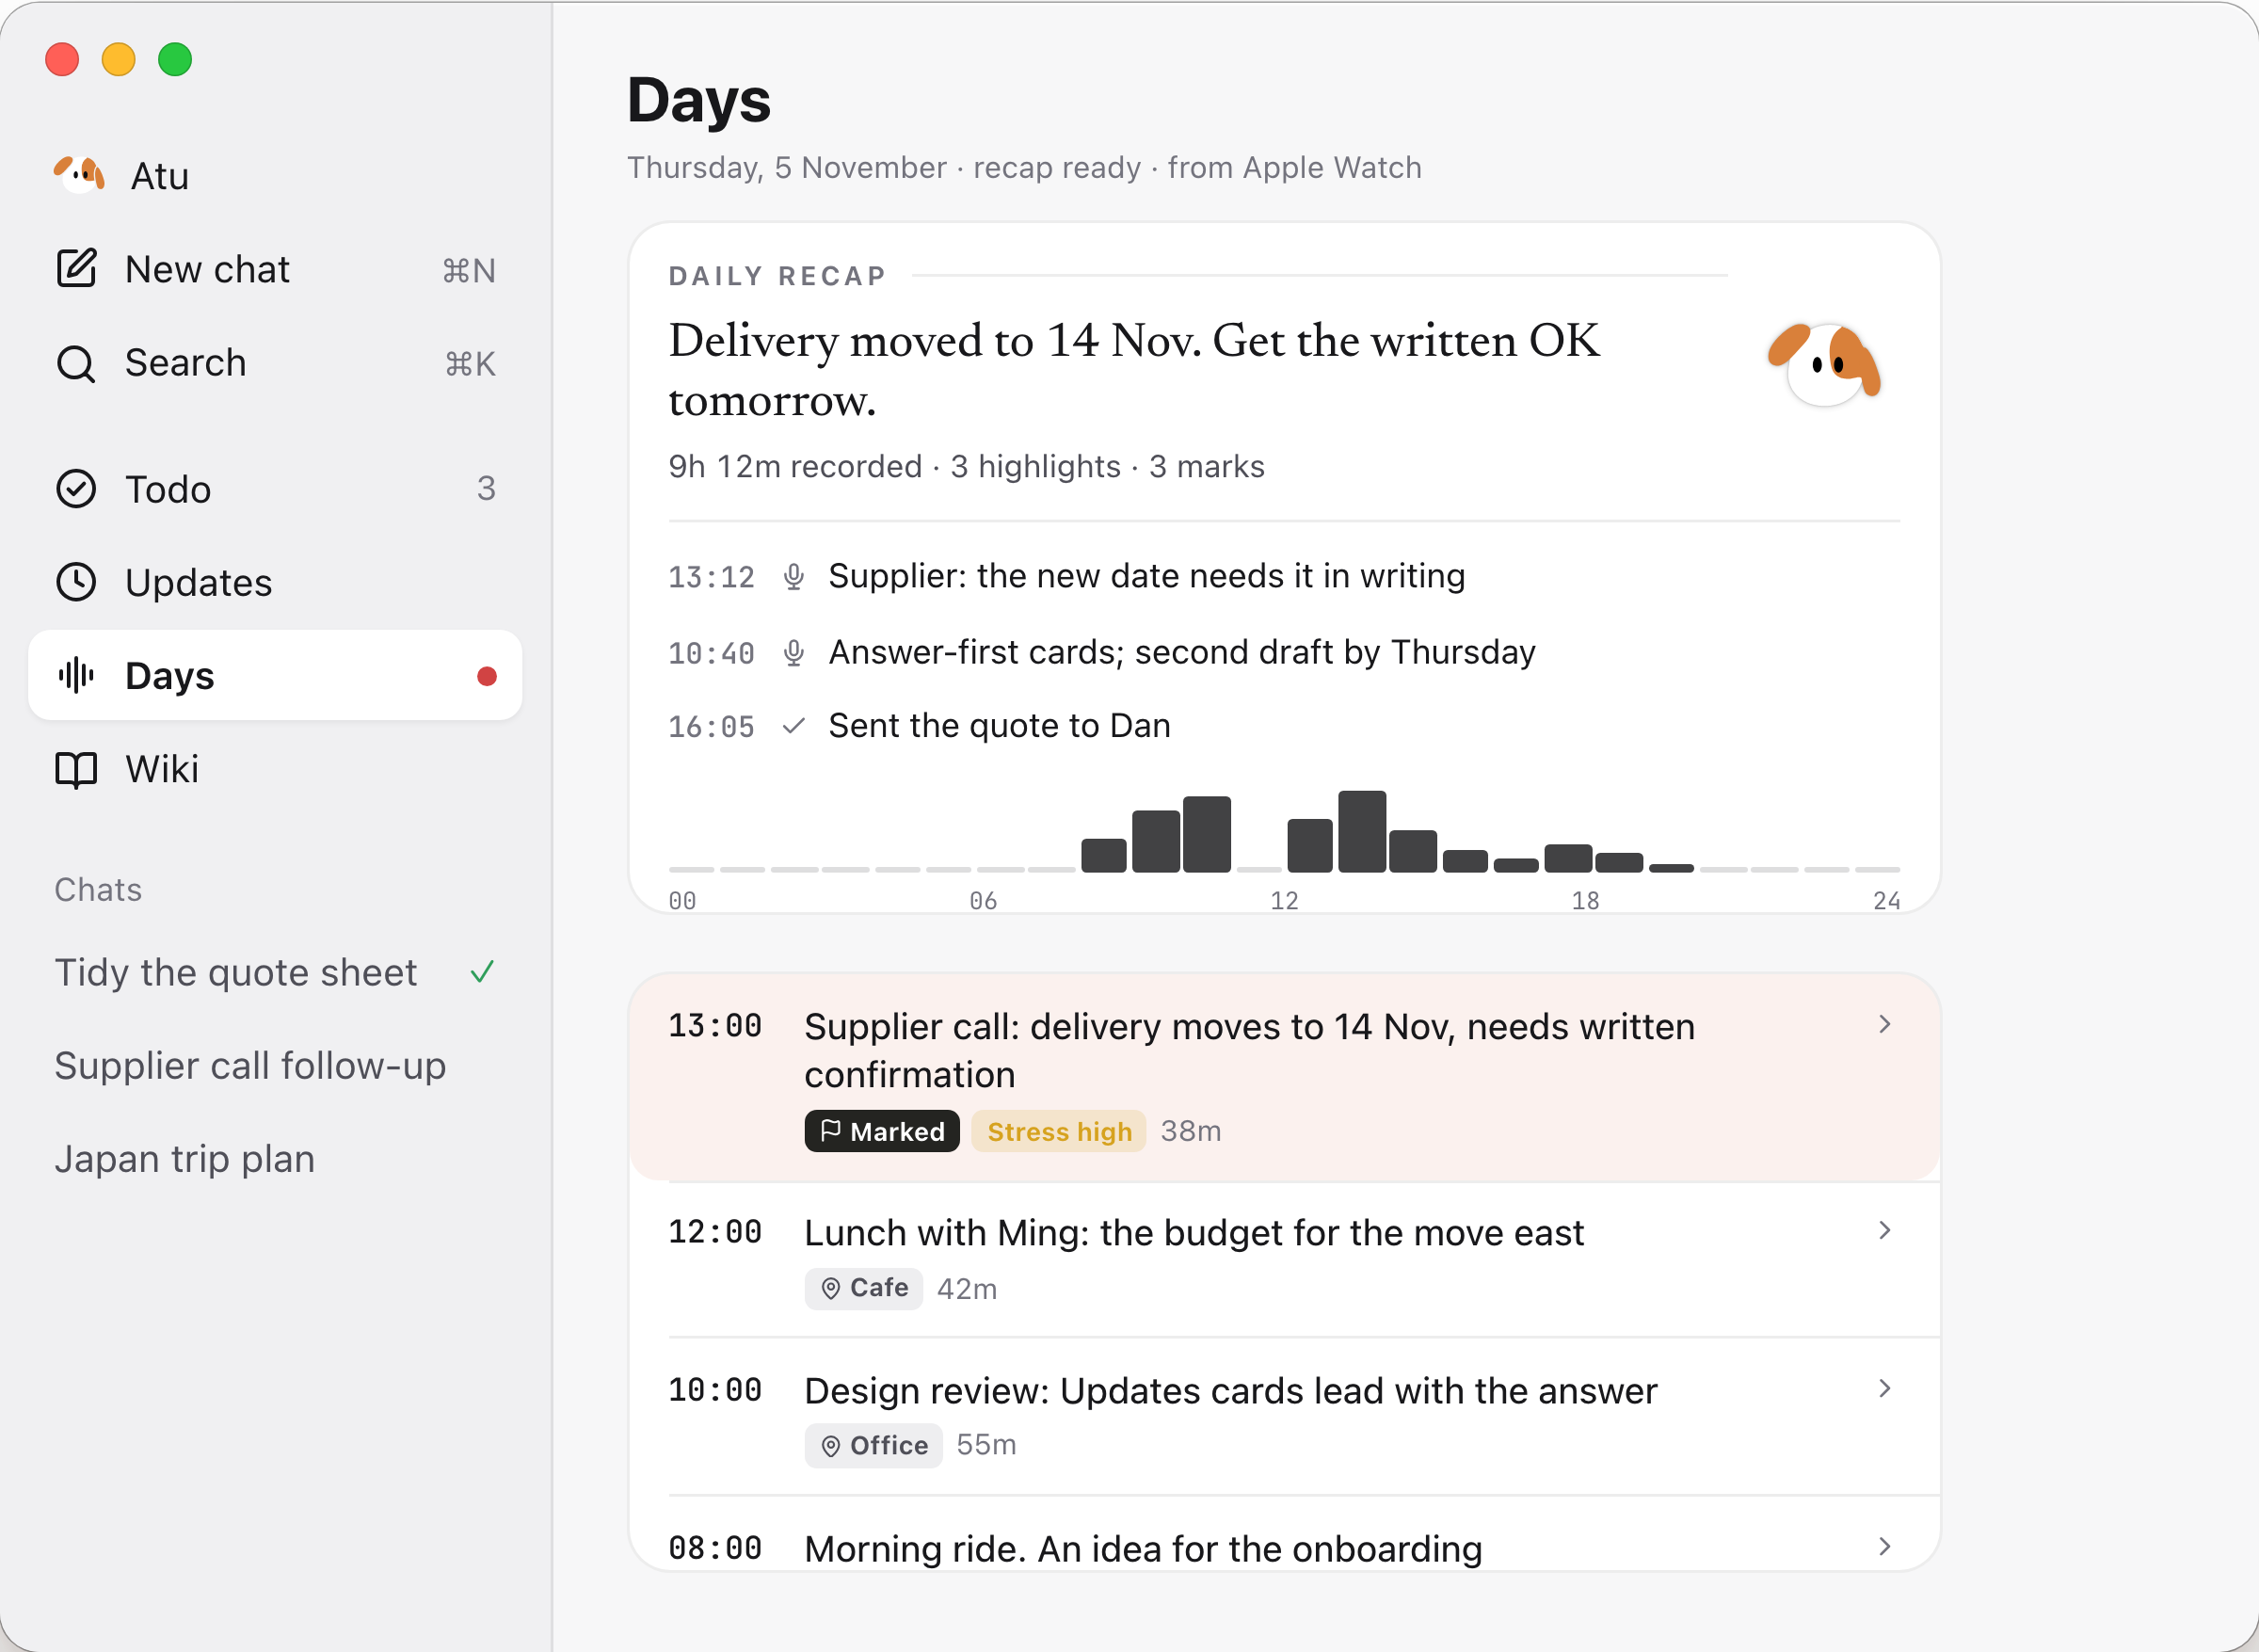 Atu
New chat ⌘N
Search ⌘K
Todo 3
Updates
Days
Wiki
Chats
Tidy the quote sheet
Supplier call follow-up
Japan trip plan
Days
Thursday, 5 November · recap ready · from Apple Watch
DAILY RECAP
Delivery moved to 14 Nov. Get the written OK
tomorrow.
9h 12m recorded · 3 highlights · 3 marks
13:12 Supplier: the new date needs it in writing
10:40 Answer-first cards; second draft by Thursday
16:05 Sent the quote to Dan
00 06 12 18 24
13:00 Supplier call: delivery moves to 14 Nov, needs written
confirmation
Marked Stress high 38m
12:00 Lunch with Ming: the budget for the move east
Cafe 42m
10:00 Design review: Updates cards lead with the answer
Office 55m
08:00 Morning ride. An idea for the onboarding